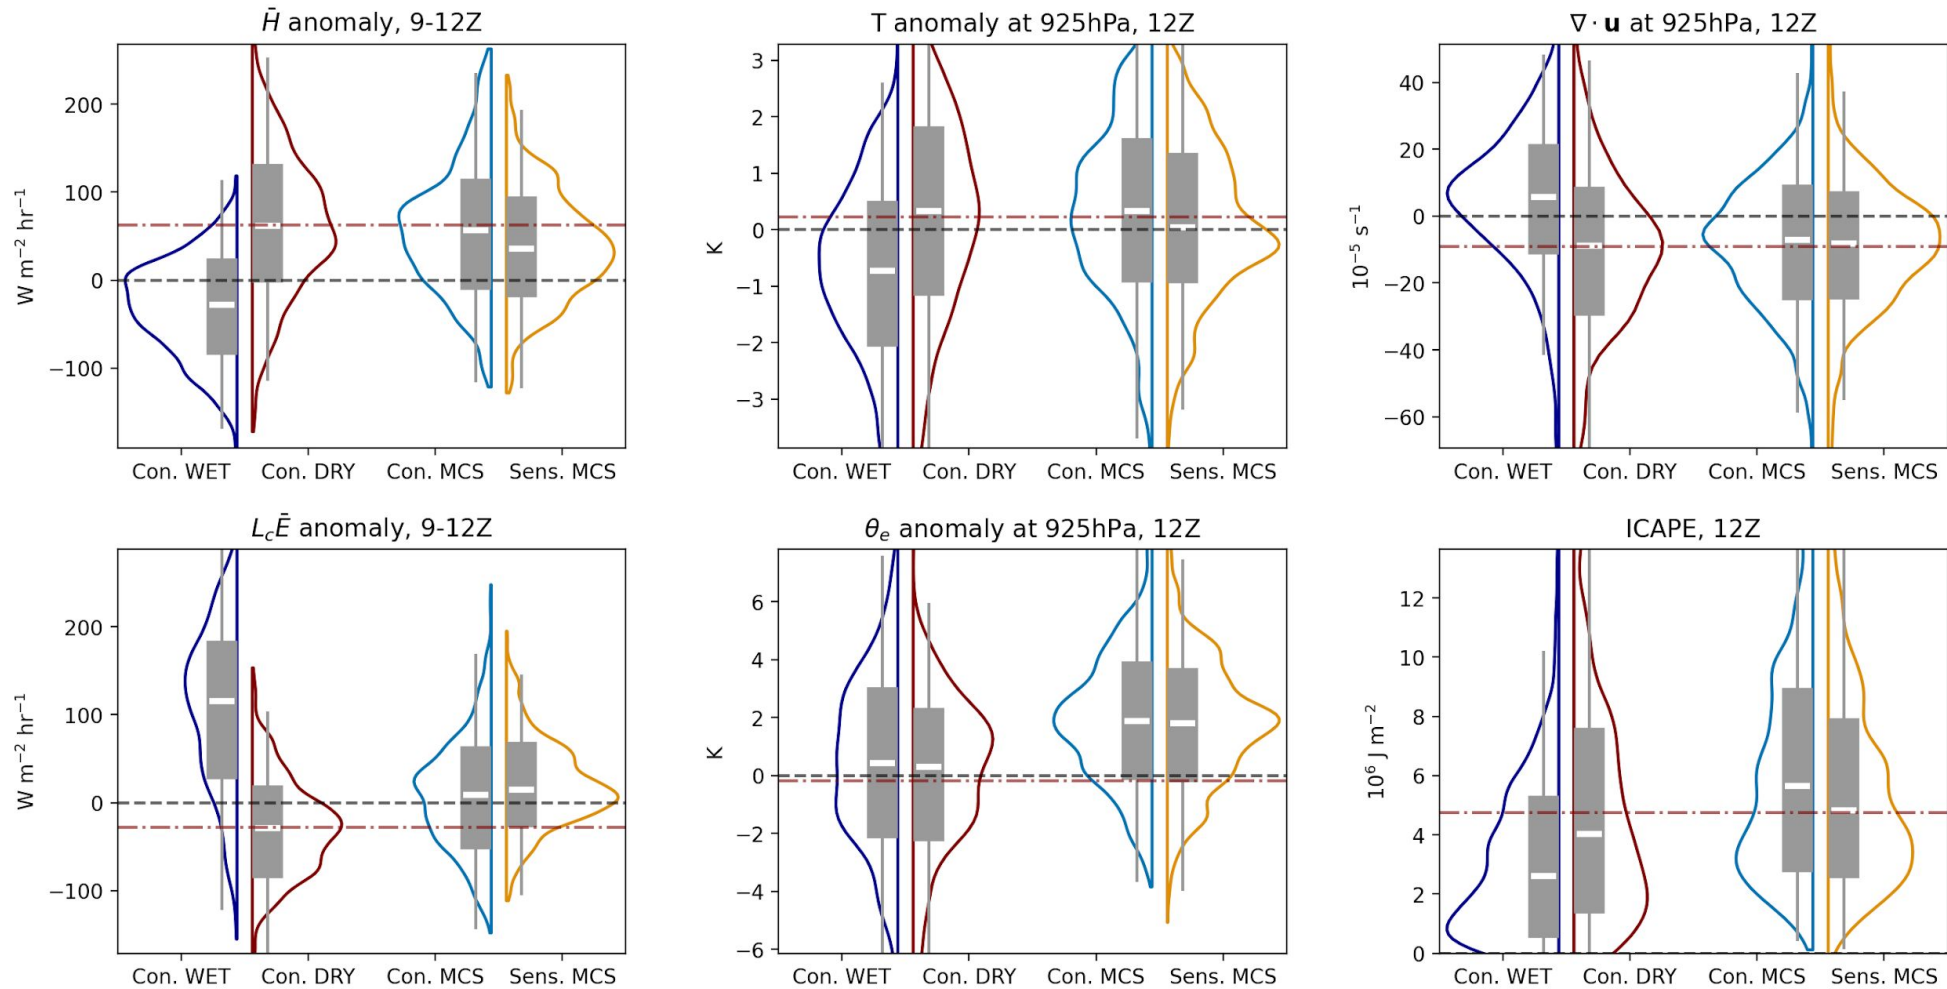 H̄ anomaly, 9-12Z
W m⁻² hr⁻¹
200
100
0
−100
Con. WET Con. DRY Con. MCS Sens. MCS
T anomaly at 925hPa, 12Z
K
3
2
1
0
−1
−2
−3
Con. WET Con. DRY Con. MCS Sens. MCS
∇ · u at 925hPa, 12Z
10⁻⁵ s⁻¹
40
20
0
−20
−40
−60
Con. WET Con. DRY Con. MCS Sens. MCS
L_cĒ anomaly, 9-12Z
W m⁻² hr⁻¹
200
100
0
−100
Con. WET Con. DRY Con. MCS Sens. MCS
θₑ anomaly at 925hPa, 12Z
K
6
4
2
0
−2
−4
−6
Con. WET Con. DRY Con. MCS Sens. MCS
ICAPE, 12Z
10⁶ J m⁻²
12
10
8
6
4
2
0
Con. WET Con. DRY Con. MCS Sens. MCS